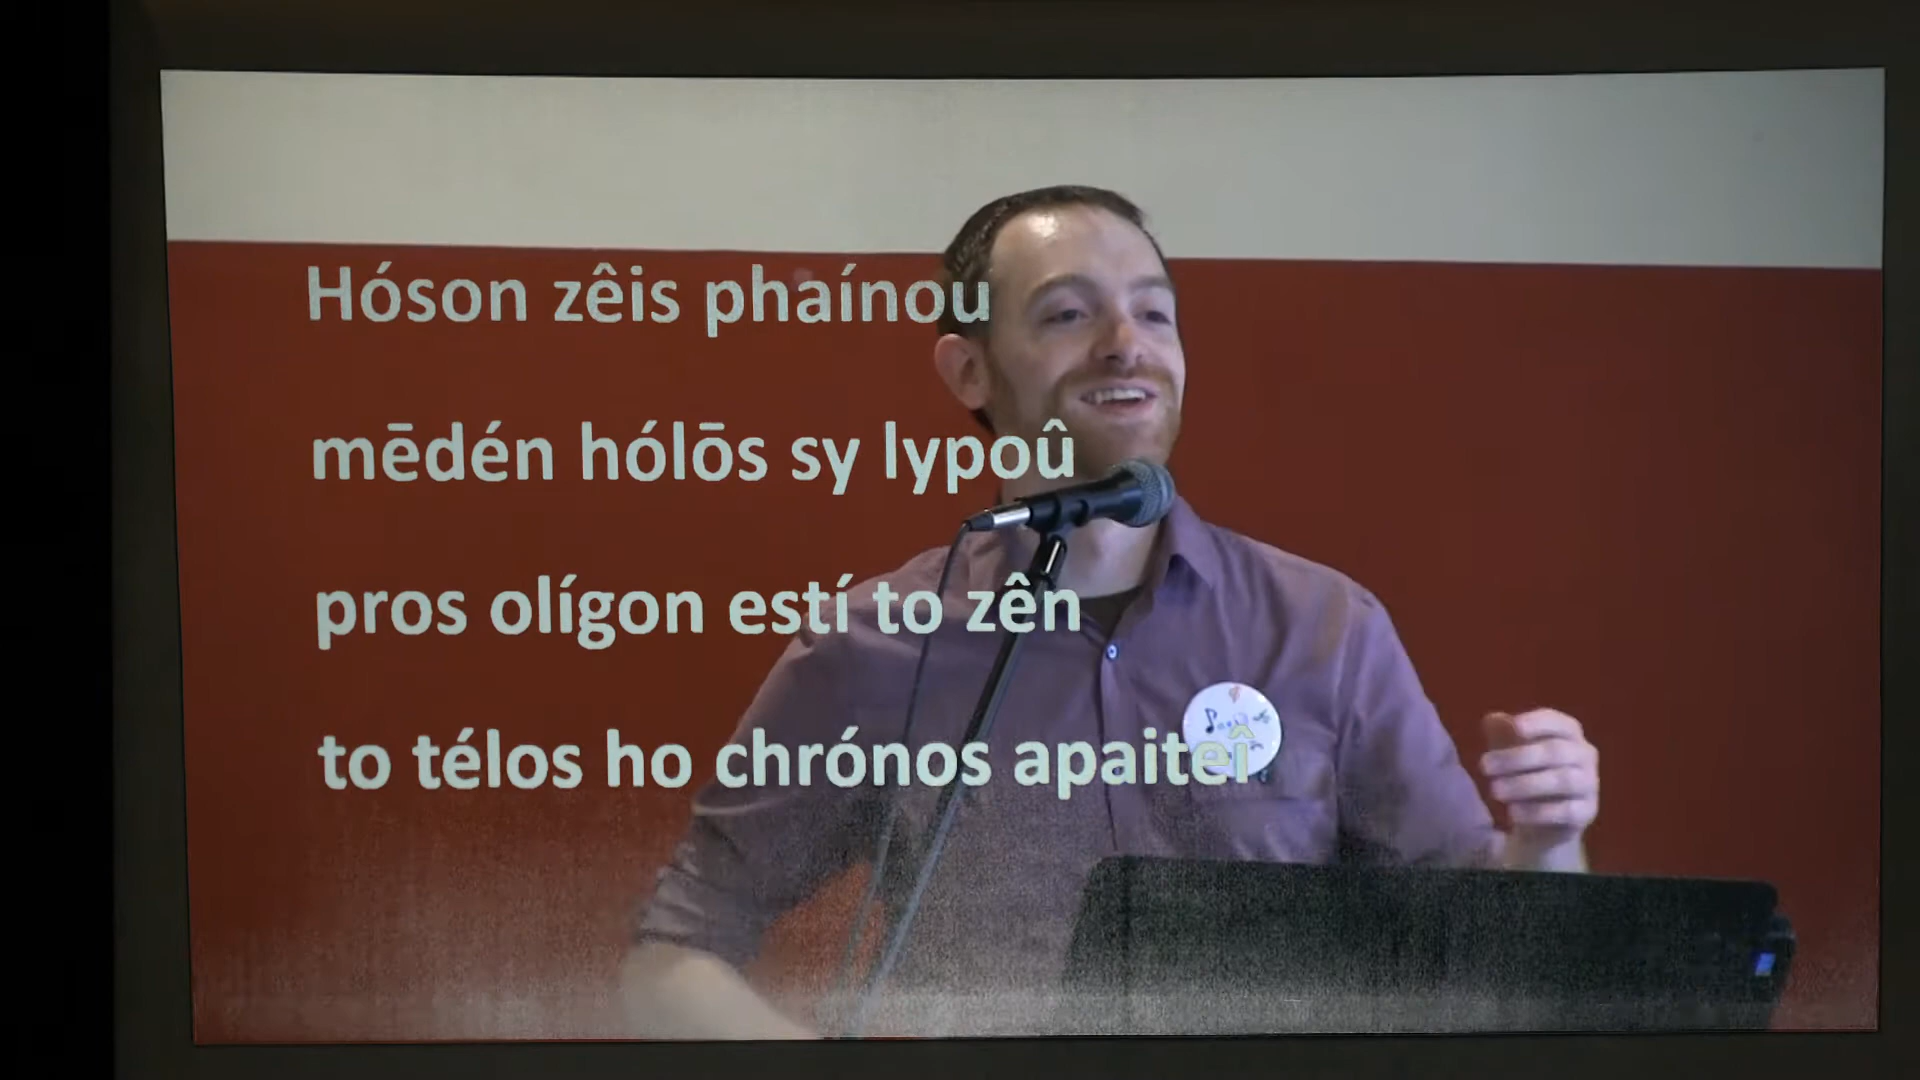 Hóson zêis phaínou
mēdén hólōs sy lypoû
pros olígon estí to zên
to télos ho chrónos apaiteî